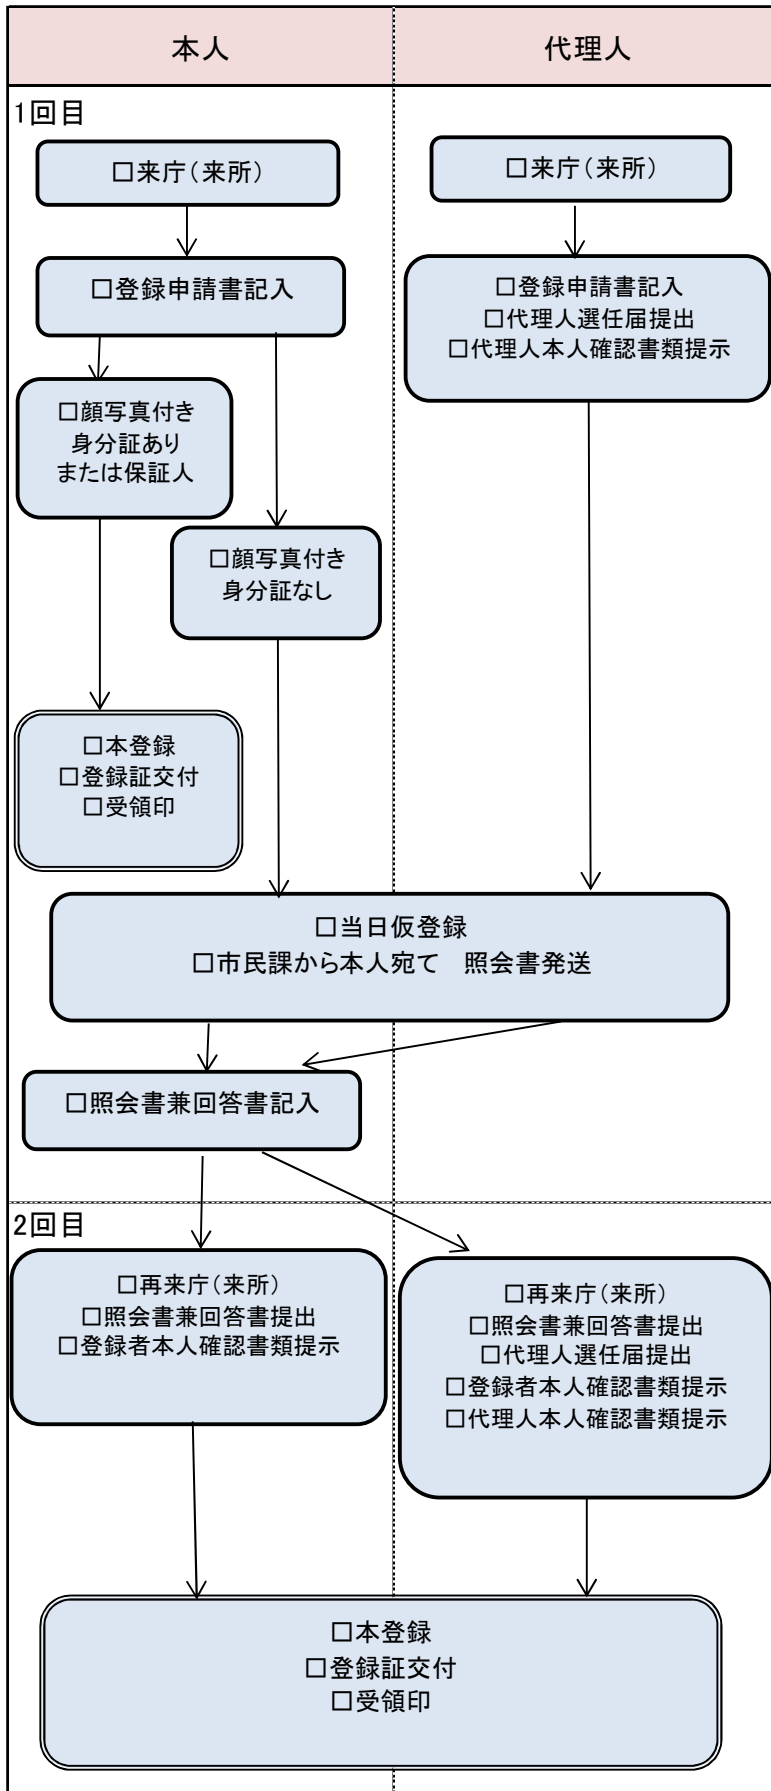 本人
代理人
1回目
□来庁(来所)
□来庁(来所)
□登録申請書記入
□登録申請書記入
□代理人選任届提出
□代理人本人確認書類提示
□顔写真付き
身分証あり
または保証人
□顔写真付き
身分証なし
□本登録
□登録証交付
□受領印
□当日仮登録
□市民課から本人宛て　照会書発送
□照会書兼回答書記入
2回目
□再来庁(来所)
□照会書兼回答書提出
□登録者本人確認書類提示
□再来庁(来所)
□照会書兼回答書提出
□代理人選任届提出
□登録者本人確認書類提示
□代理人本人確認書類提示
□本登録
□登録証交付
□受領印